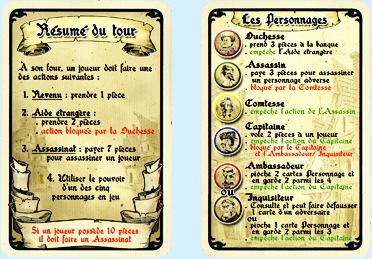 Résumé du tour
A son tour, un joueur doit faire une
des actions suivantes :
1. Revenu : prendre 1 pièce
2. Aide étrangère :
prendre 2 pièces
. action bloquée par la Duchesse
3. Assassinat : payer 7 pièces
pour assassiner un joueur
4. Utiliser le pouvoir
d'un des cinq
personnages en jeu
Si un joueur possède 10 pièces
il doit faire un Assassinat
Les Personnages
Duchesse
. prend 3 pièces à la banque
. empêche l'Aide étrangère
Assassin
. paye 3 pièces pour assassiner
un personnage adverse
. bloqué par la Comtesse
Comtesse
. empêche l'action de l'Assassin
Capitaine
. vole 2 pièces à un joueur
. empêche l'action du Capitaine
. bloqué par le Capitaine
et l'Ambassadeur/ Inquisiteur
Ambassadeur
. pioche 2 cartes Personnage et
en garde 2 parmi les 4
. empêche l'action du Capitaine
ou
Inquisiteur
. Consulte et peut faire défausser
1 carte d'un adversaire
ou
. pioche 1 carte Personnage et
en garde 2 parmi les 3
. empêche l'action du Capitaine